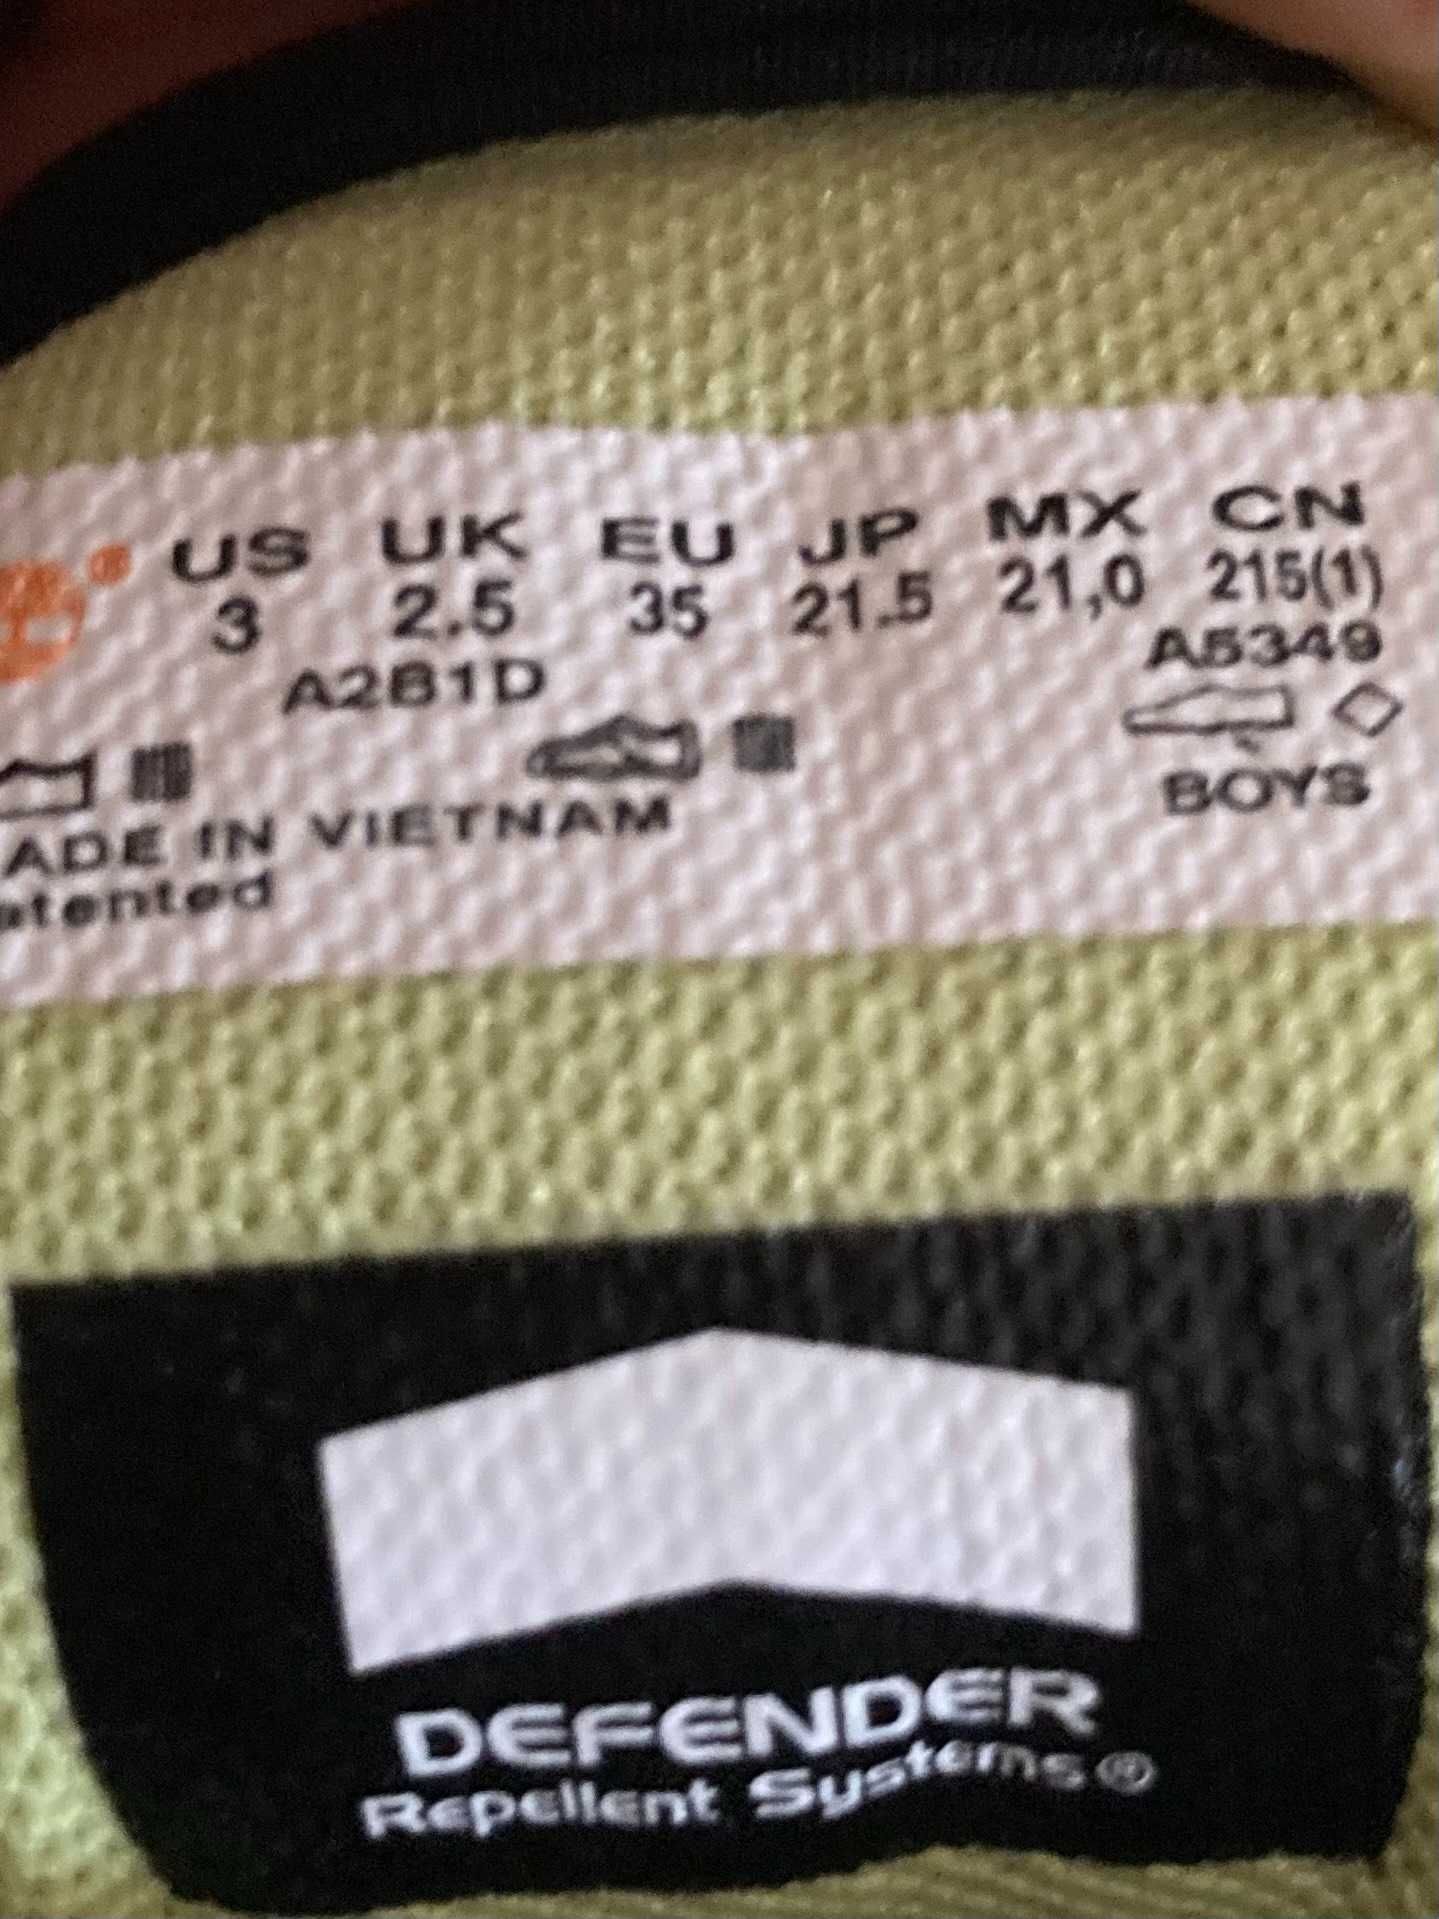 US UK EU JP MX CN
3 2.5 35 21.5 21,0 215(1)
A281D A5349
ADE IN VIETNAM BOYS
atented
DEFENDER
Repellent Systems®